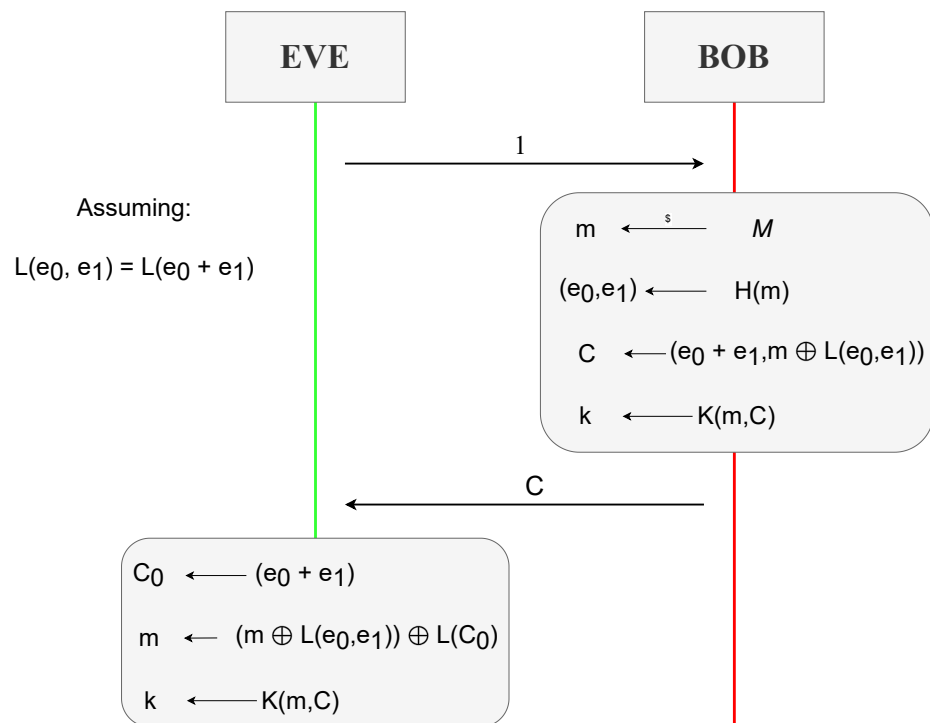 EVE
BOB
1
Assuming:
L(e₀, e₁) = L(e₀ + e₁)
m $ M
(e₀,e₁) H(m)
C (e₀ + e₁,m ⊕ L(e₀,e₁))
k K(m,C)
C
C₀ (e₀ + e₁)
m (m ⊕ L(e₀,e₁)) ⊕ L(C₀)
k K(m,C)